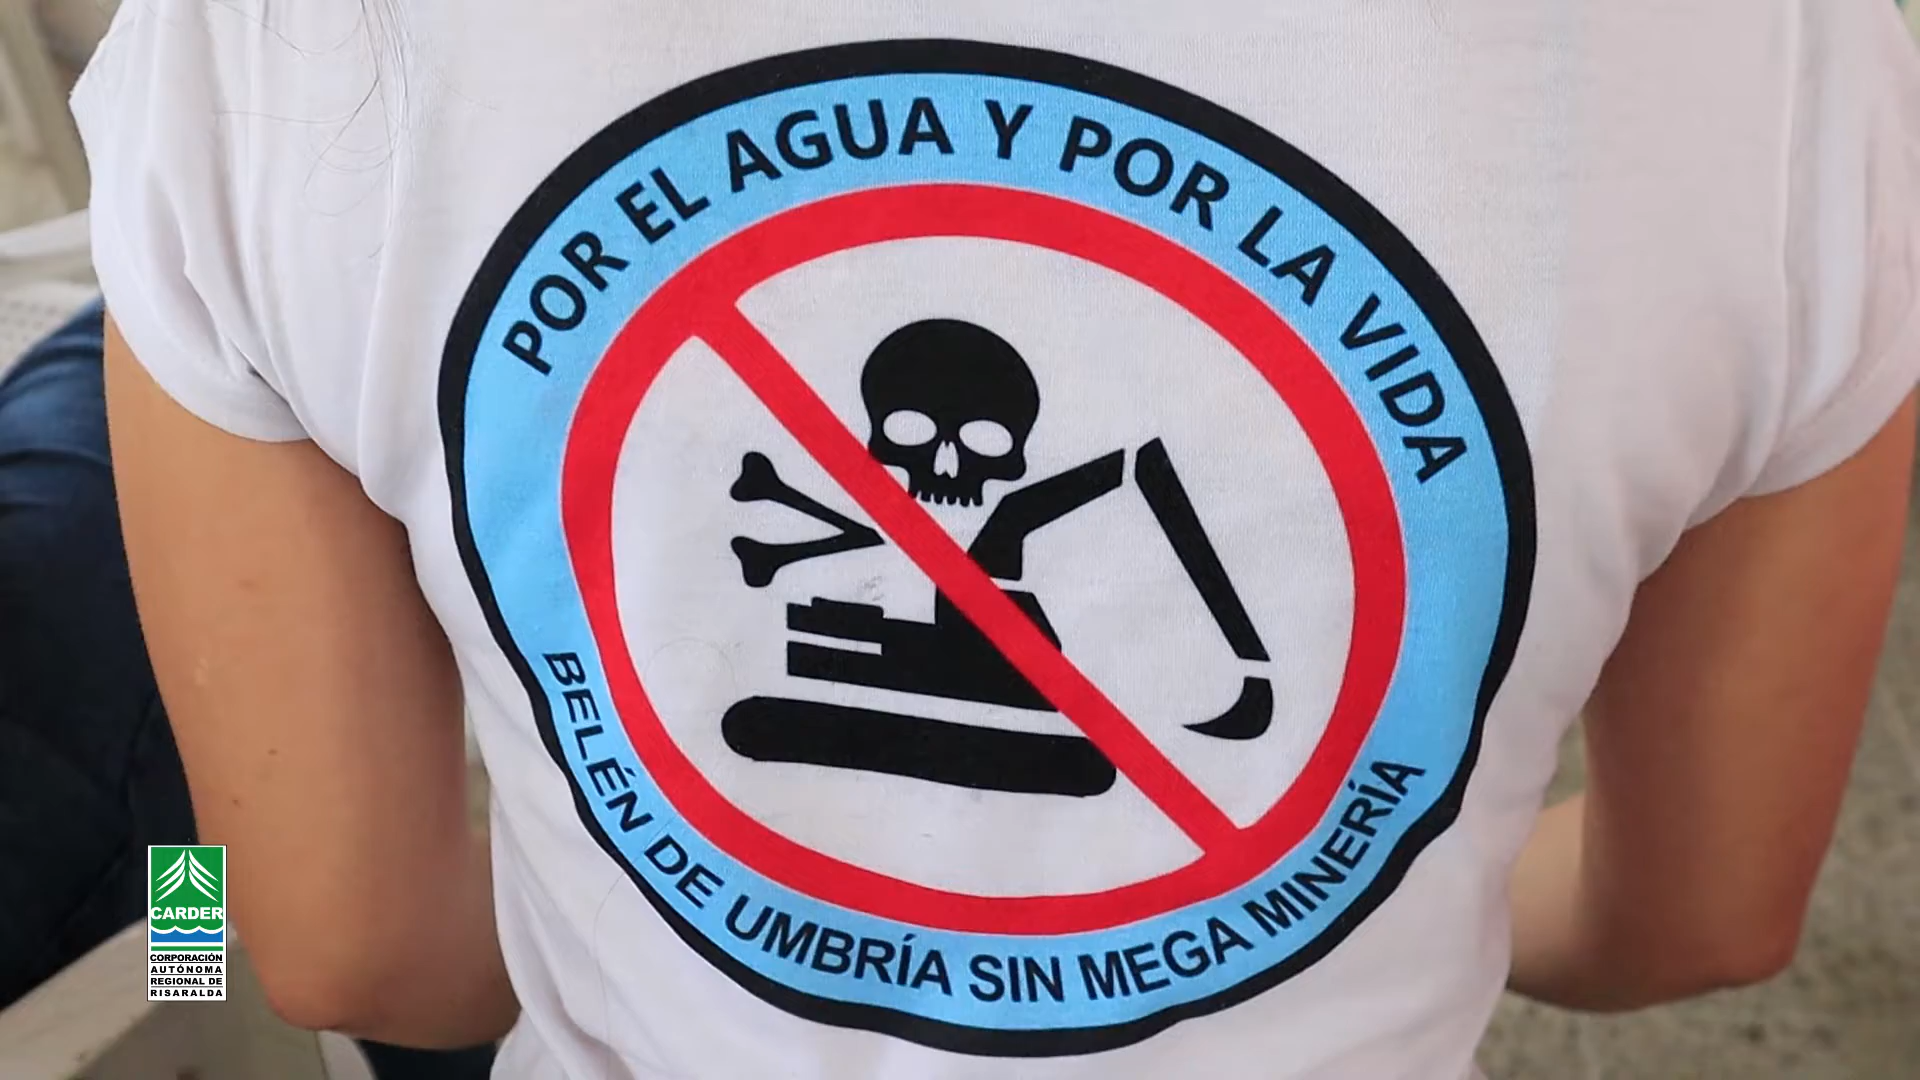 POR EL AGUA Y POR LA VIDA
BELÉN DE UMBRÍA SIN MEGA MINERÍA
CARDER
CORPORACIÓN
AUTÓNOMA
REGIONAL DE
RISARALDA